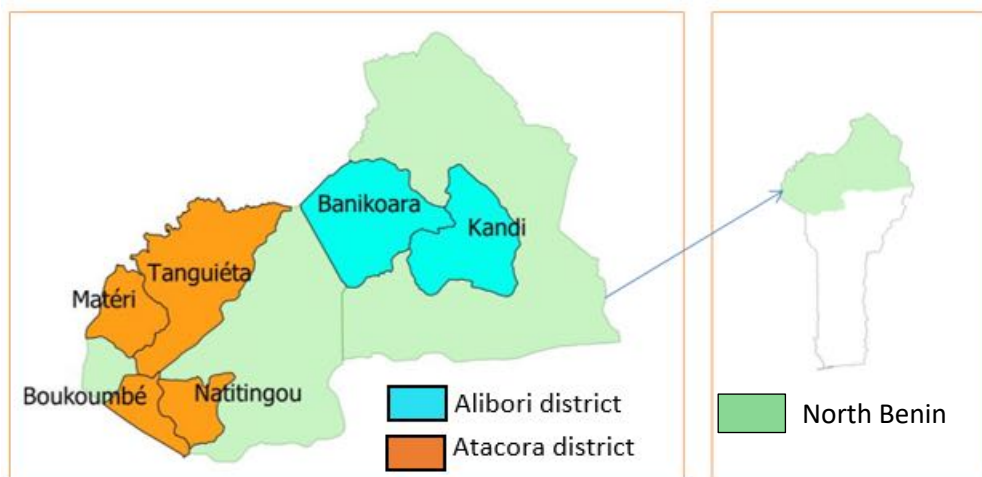 Banikoara
Kandi
Tanguiéta
Matéri
Boukoumbé
Natitingou
Alibori district
Atacora district
North Benin